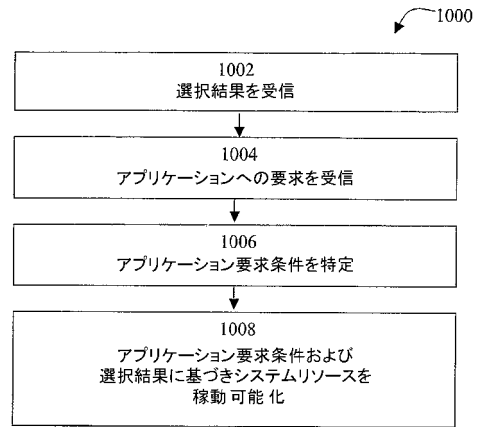 1000
1002
選択結果を受信
1004
アプリケーションへの要求を受信
1006
アプリケーション要求条件を特定
1008
アプリケーション要求条件および
選択結果に基づきシステムリソースを
稼動可能化